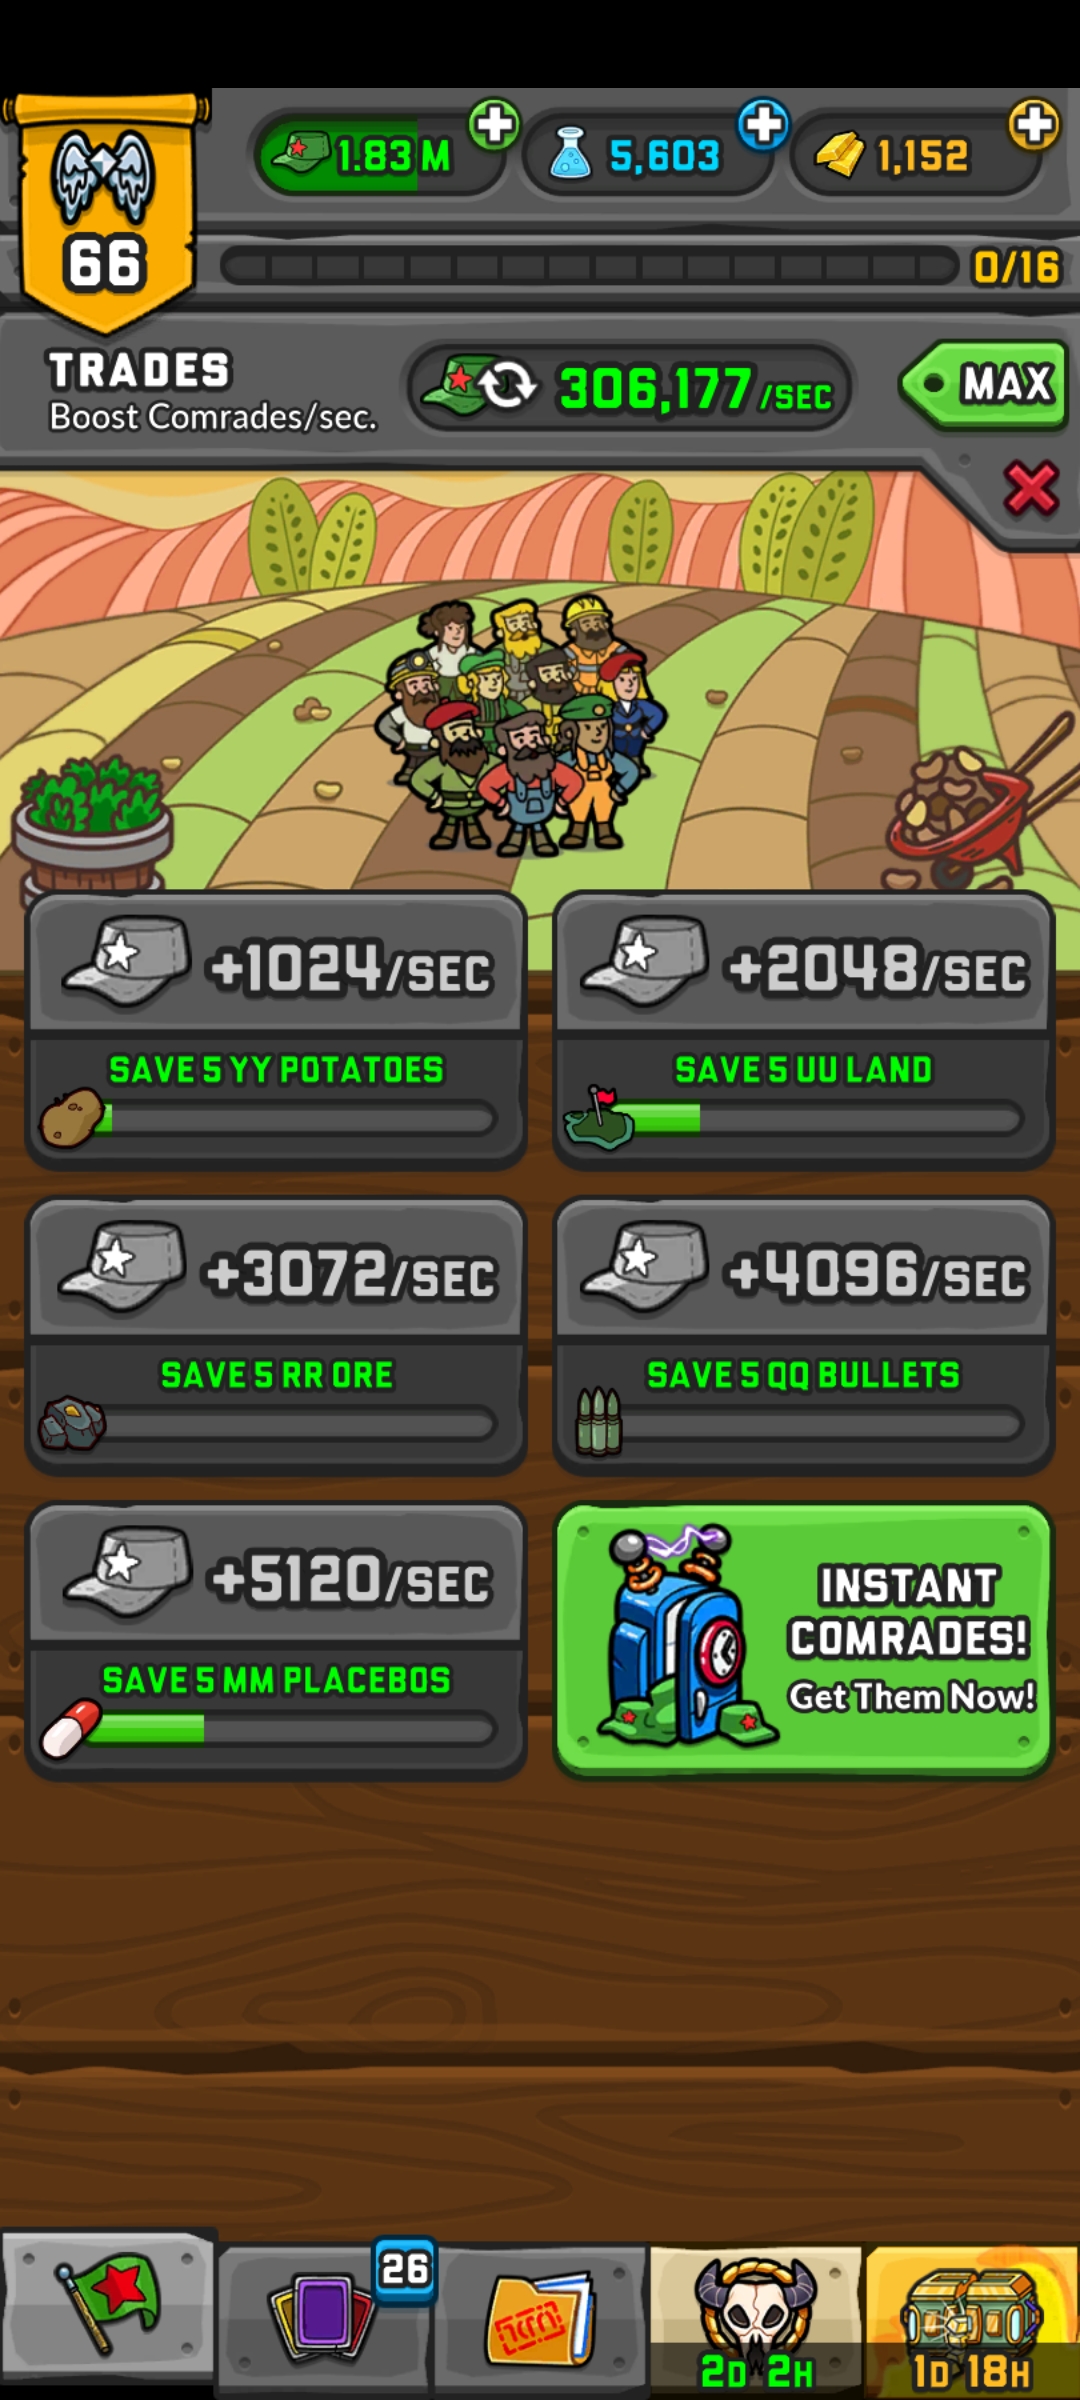 1.83 M
5,603
1,152
66
0/16
TRADES
Boost Comrades/sec.
306,177/SEC
MAX
+1024/SEC
+2048/SEC
SAVE 5 YY POTATOES
SAVE 5 UU LAND
+3072/SEC
+4096/SEC
SAVE 5 RR ORE
SAVE 5 QQ BULLETS
+5120/SEC
INSTANT
COMRADES!
Get Them Now!
SAVE 5 MM PLACEBOS
26
2D 2H
1D 18H